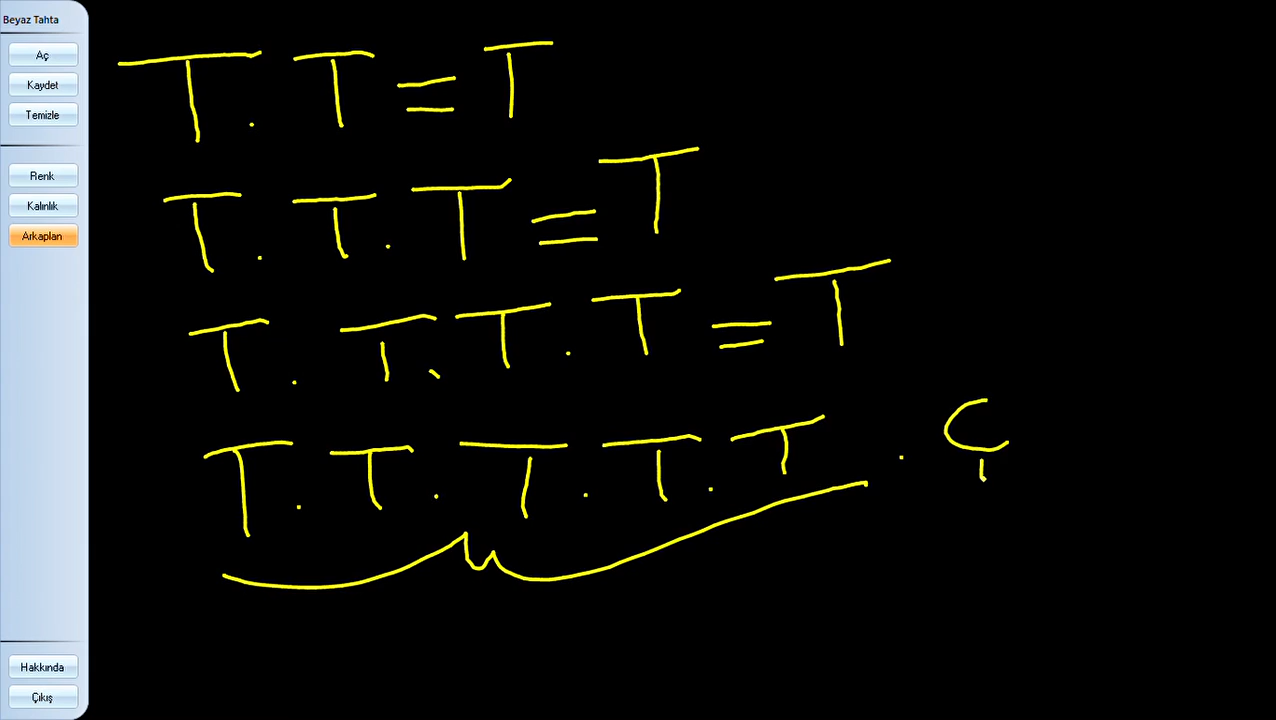 Beyaz Tahta
Aç
Kaydet
Temizle
Renk
Kalınlık
Arkaplan
Hakkında
Çıkış
T . T = T
T . T . T = T
T . T . T . T = T
T . T . T . T . T . Ç